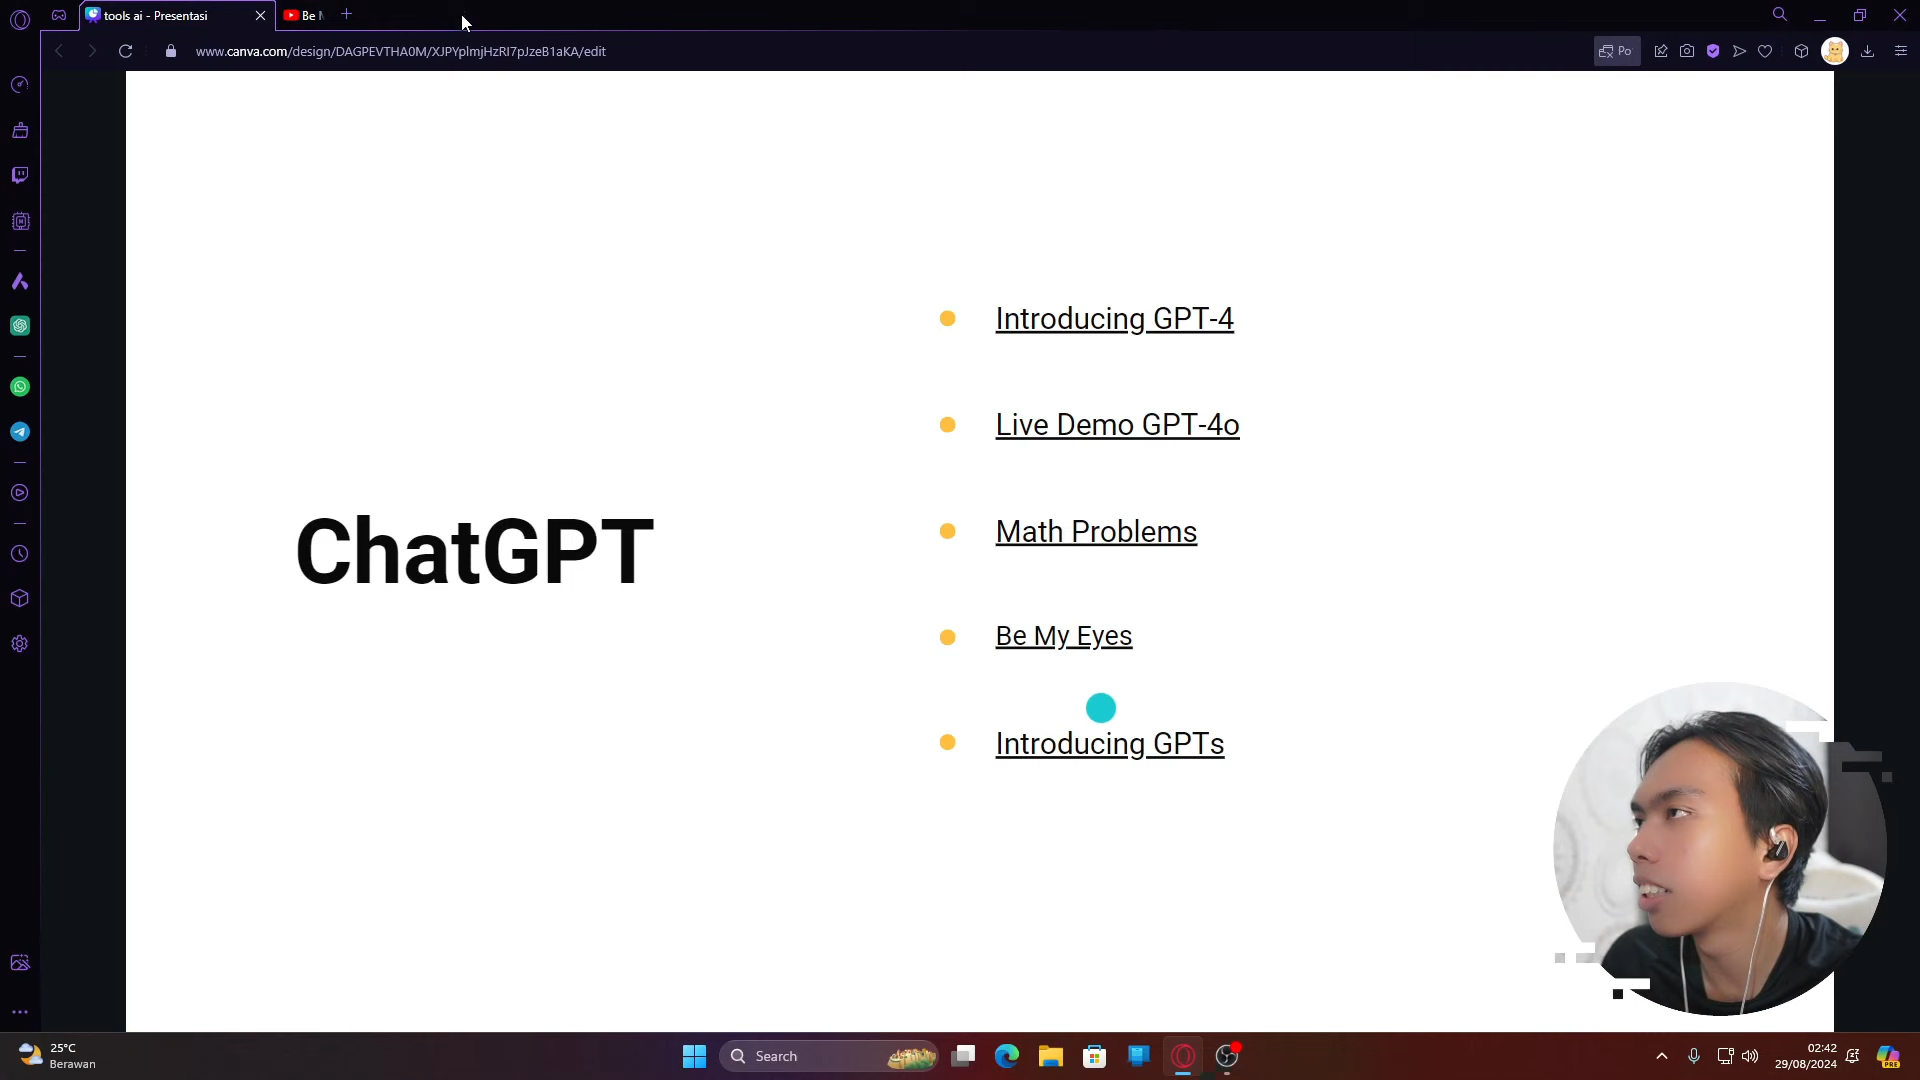 tools ai - Presentasi
Be M
www.canva.com/design/DAGPEVTHA0M/XJPYplmjHzRI7pJzeB1aKA/edit
Po
ChatGPT
Introducing GPT-4
Live Demo GPT-4o
Math Problems
Be My Eyes
Introducing GPTs
25°C
Berawan
Search
02:42
29/08/2024
PRE